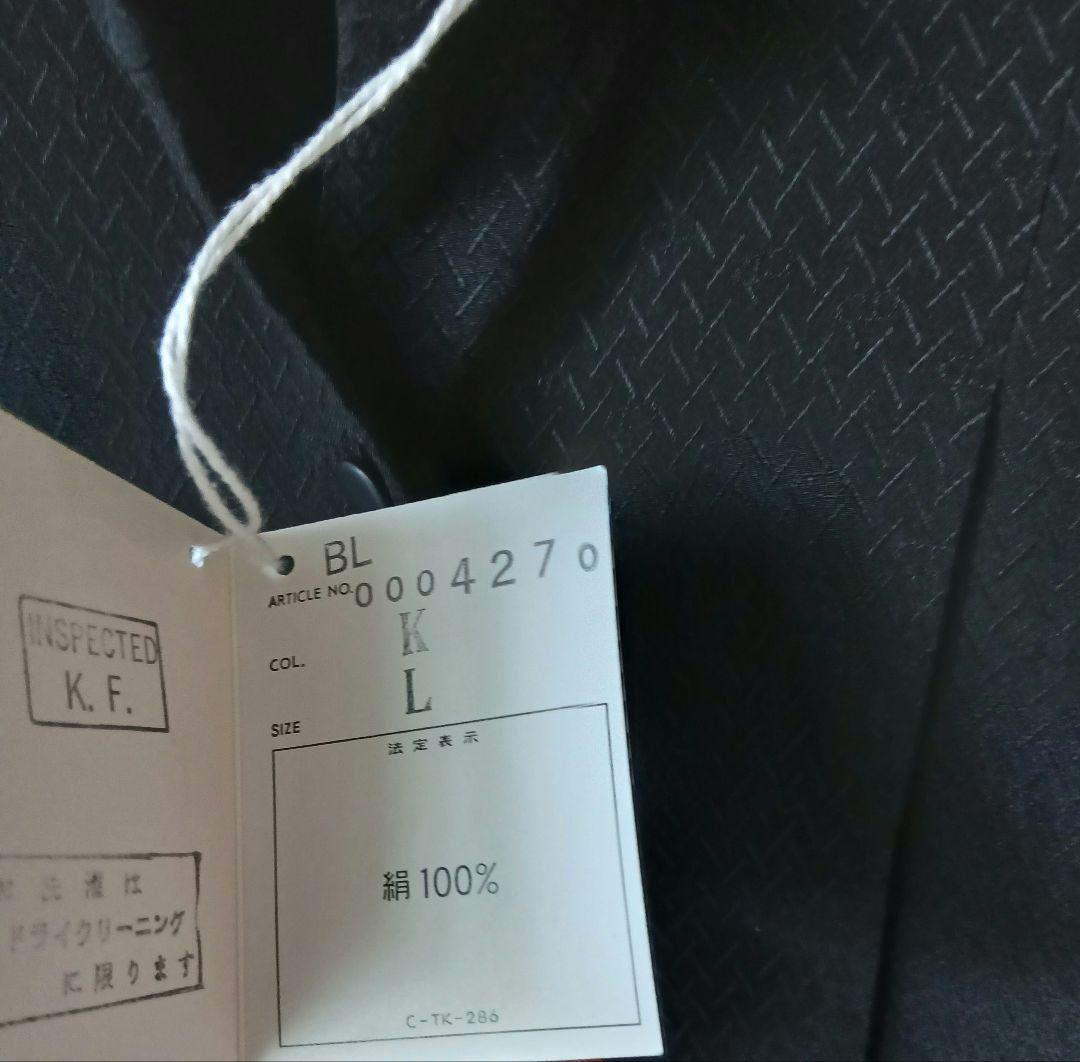 INSPECTED
K. F.
洗濯は
ドライクリーニング
に限ります
BL
ARTICLE NO. 0004270
COL. K
SIZE L
法定表示
絹100%
C-TK-286